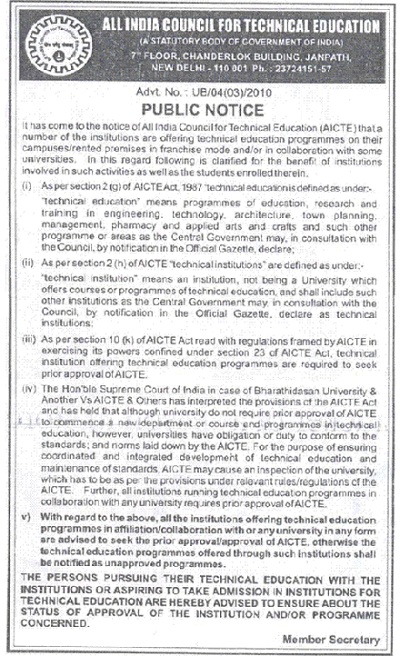 ALL INDIA COUNCIL FOR TECHNICAL EDUCATION
(A STATUTORY BODY OF GOVERNMENT OF INDIA)
7th FLOOR, CHANDERLOK BUILDING, JANPATH,
NEW DELHI - 110 001 Ph. : 23724151-57
Advt. No. : UB/04(03)/2010
PUBLIC NOTICE
It has come to the notice of All India Council for Technical Education (AICTE) that a
number of the institutions are offering technical education programmes on their
campuses/rented premises in franchise mode and/or in collaboration with some
universities. In this regard following is clarified for the benefit of institutions
involved in such activities as well as the students enrolled therein.
(i) As per section 2 (g) of AICTE Act, 1987 "technical education is defined as under:-
"technical education" means programmes of education, research and
training in engineering, technology, architecture, town planning,
management, pharmacy and applied arts and crafts and such other
programme or areas as the Central Government may, in consultation with
the Council, by notification in the Official Gazette, declare;
(ii) As per section 2 (h) of AICTE "technical institutions" are defined as under:-
"technical institution" means an institution, not being a University which
offers courses or programmes of technical education, and shall include such
other institutions as the Central Government may, in consultation with the
Council, by notification in the Official Gazette, declare as technical
institutions;
(iii) As per section 10 (k) of AICTE Act read with regulations framed by AICTE in
exercising its powers confined under section 23 of AICTE Act, technical
institution offering technical education programmes are required to seek
prior approval of AICTE.
(iv) The Hon'ble Supreme Court of India in case of Bharathidasan University &
Another Vs AICTE & Others has interpreted the provisions of the AICTE Act
and has held that although university do not require prior approval of AICTE
to commence a new department or course and programmes in technical
education, however, universities have obligation or duty to conform to the
standards; and norms laid down by the AICTE. For the purpose of ensuring
coordinated and integrated development of technical education and
maintenance of standards. AICTE may cause an inspection of the university,
which has to be as per the provisions under relevant rules/regulations of the
AICTE. Further, all institutions running technical education programmes in
collaboration with any university requires prior approval of AICTE.
v) With regard to the above, all the institutions offering technical education
programmes in affiliation/collaboration with or any university in any form
are advised to seek the prior approval/approval of AICTE, otherwise the
technical education programmes offered through such institutions shall
be notified as unapproved programmes.
THE PERSONS PURSUING THEIR TECHNICAL EDUCATION WITH THE
INSTITUTIONS OR ASPIRING TO TAKE ADMISSION IN INSTITUTIONS FOR
TECHNICAL EDUCATION ARE HEREBY ADVISED TO ENSURE ABOUT THE
STATUS OF APPROVAL OF THE INSTITUTION AND/OR PROGRAMME
CONCERNED.
Member Secretary